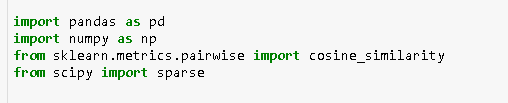 import pandas as pd
import numpy as np
from sklearn.metrics.pairwise import cosine_similarity
from scipy import sparse